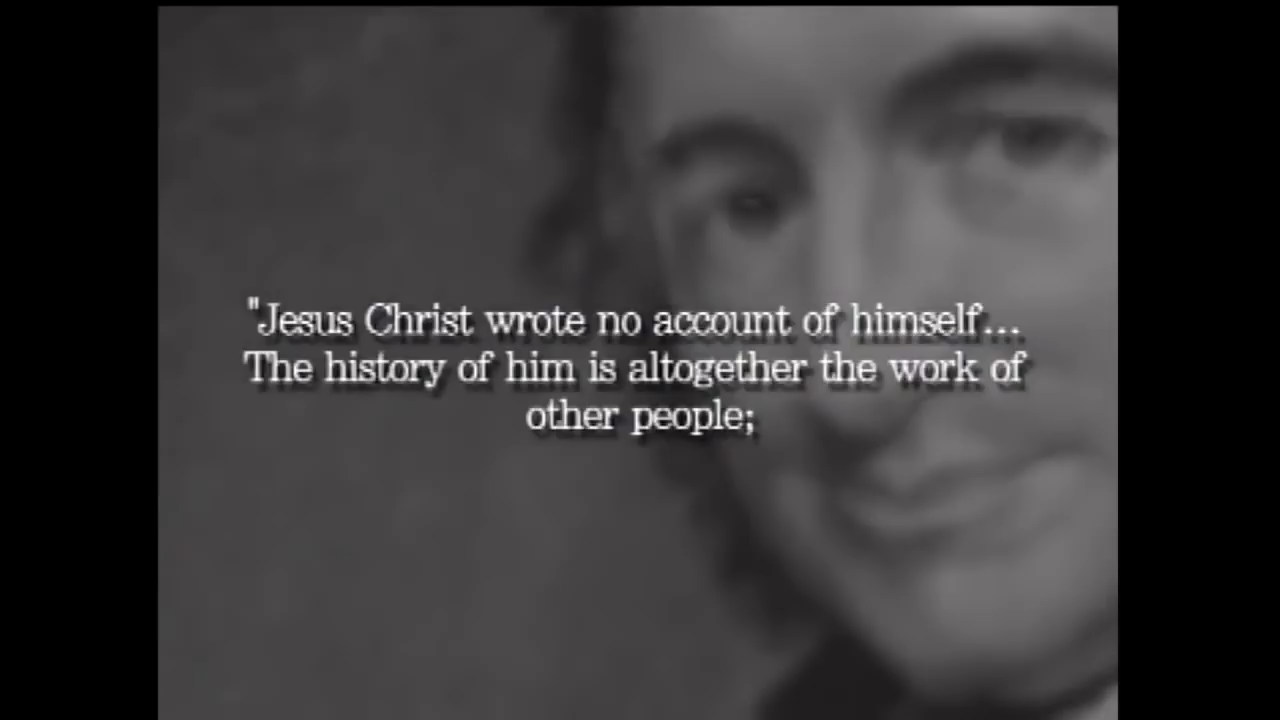 "Jesus Christ wrote no account of himself...
The history of him is altogether the work of
other people;